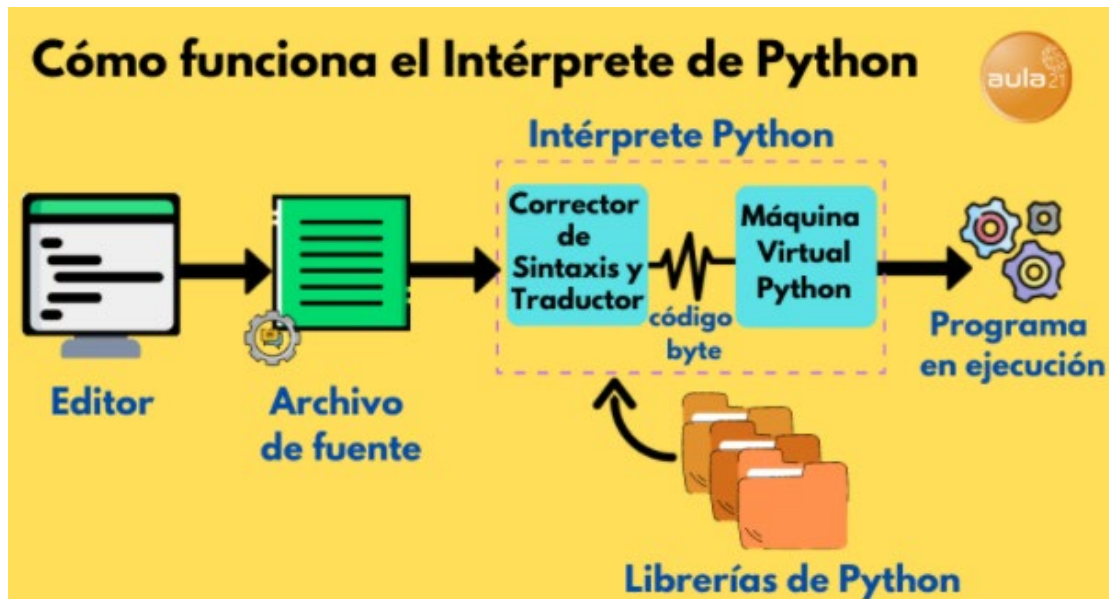 Cómo funciona el Intérprete de Python
aula21
Intérprete Python
Corrector
de
Sintaxis y
Traductor
código
byte
Máquina
Virtual
Python
Editor
Archivo
de fuente
Programa
en ejecución
Librerías de Python